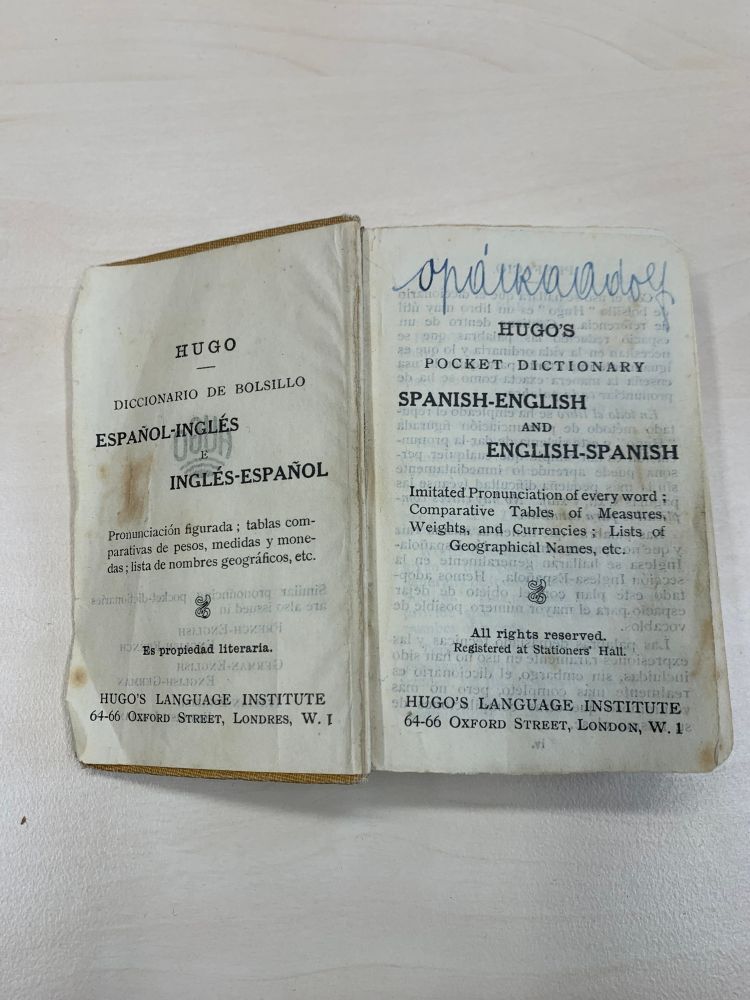 HUGO
DICCIONARIO DE BOLSILLO
ESPAÑOL-INGLÉS
E
INGLÉS-ESPAÑOL
Pronunciación figurada ; tablas com-
parativas de pesos, medidas y mone-
das ; lista de nombres geográficos, etc.
Es propiedad literaria.
HUGO'S LANGUAGE INSTITUTE
64-66 OXFORD STREET, LONDRES, W. 1
HUGO'S
POCKET DICTIONARY
SPANISH-ENGLISH
AND
ENGLISH-SPANISH
Imitated Pronunciation of every word ;
Comparative Tables of Measures,
Weights, and Currencies ; Lists of
Geographical Names, etc.
All rights reserved.
Registered at Stationers' Hall.
HUGO'S LANGUAGE INSTITUTE
64-66 OXFORD STREET, LONDON, W. 1